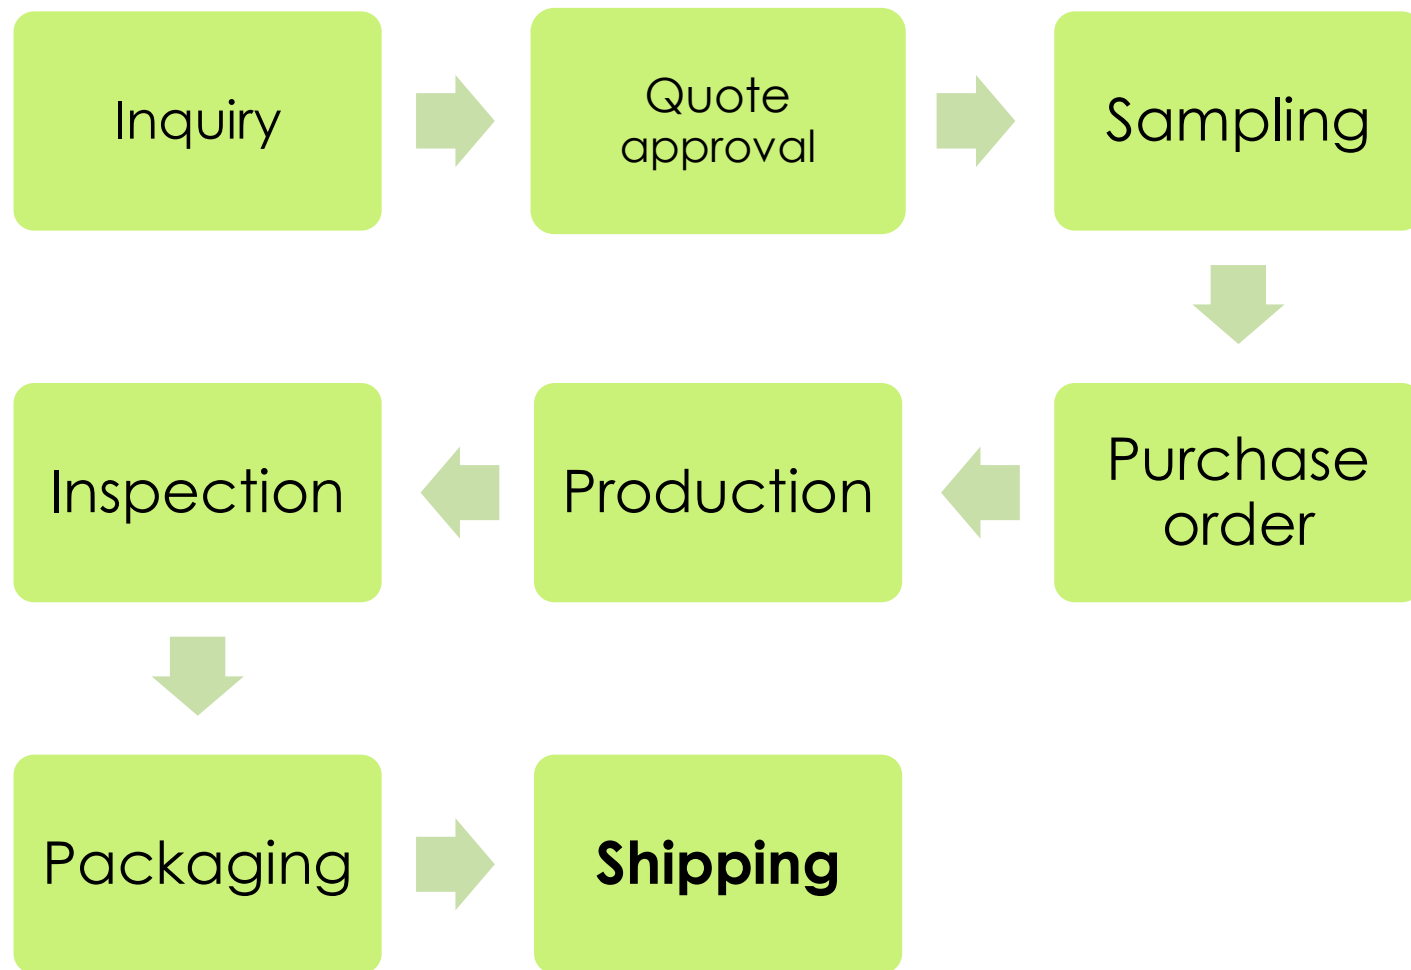 Inquiry
Quote
approval
Sampling
Purchase
order
Production
Inspection
Packaging
Shipping